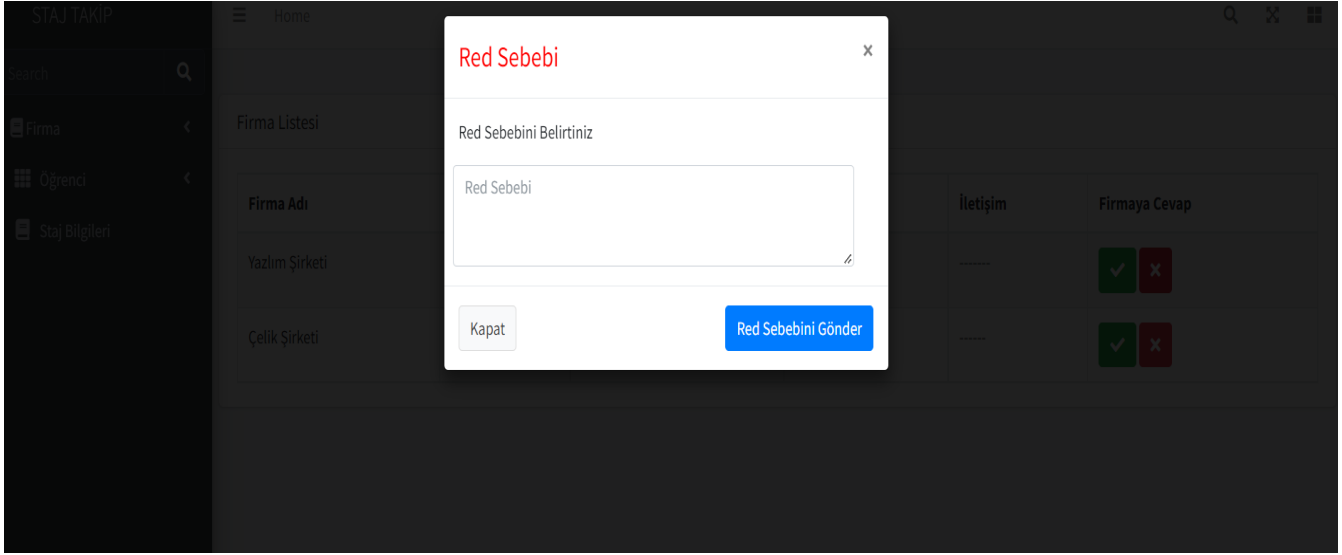 STAJ TAKİP
Home
Search
Firma
Öğrenci
Staj Bilgileri
Firma Listesi
Firma Adı
İletişim
Firmaya Cevap
Yazlım Şirketi
--------
Çelik Şirketi
-------
Red Sebebi
×
Red Sebebini Belirtiniz
Red Sebebi
Kapat
Red Sebebini Gönder